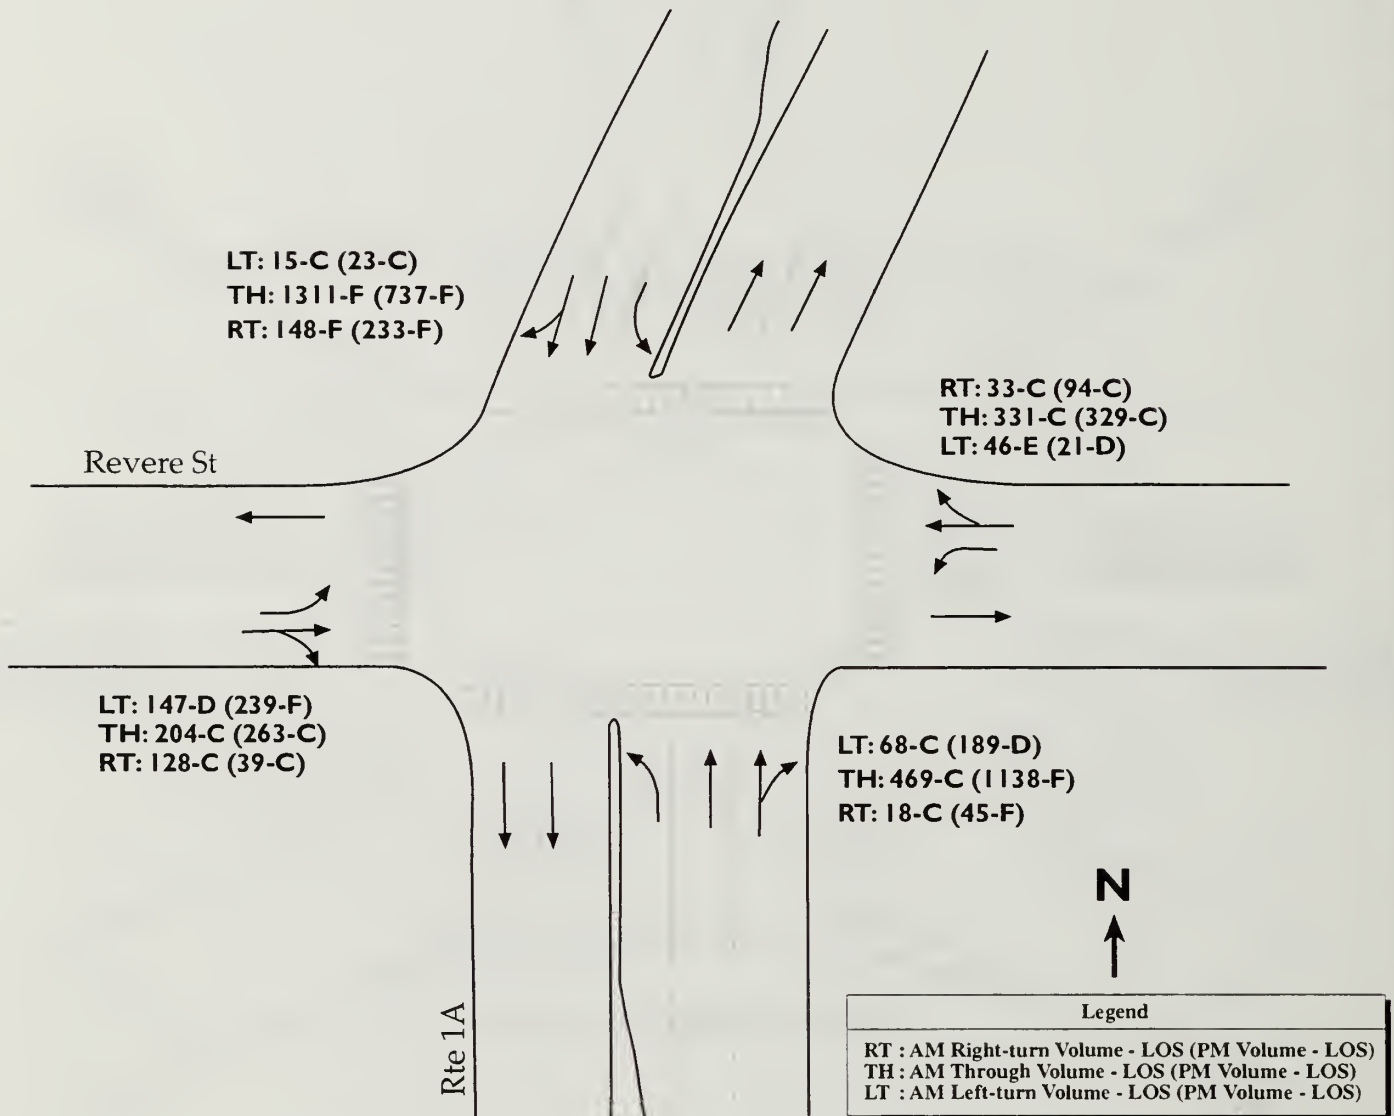 LT: 15-C (23-C)
TH: 1311-F (737-F)
RT: 148-F (233-F)
RT: 33-C (94-C)
TH: 331-C (329-C)
LT: 46-E (21-D)
Revere St
LT: 147-D (239-F)
TH: 204-C (263-C)
RT: 128-C (39-C)
LT: 68-C (189-D)
TH: 469-C (1138-F)
RT: 18-C (45-F)
N
Rte 1A
Legend
RT : AM Right-turn Volume - LOS (PM Volume - LOS)
TH : AM Through Volume - LOS (PM Volume - LOS)
LT : AM Left-turn Volume - LOS (PM Volume - LOS)